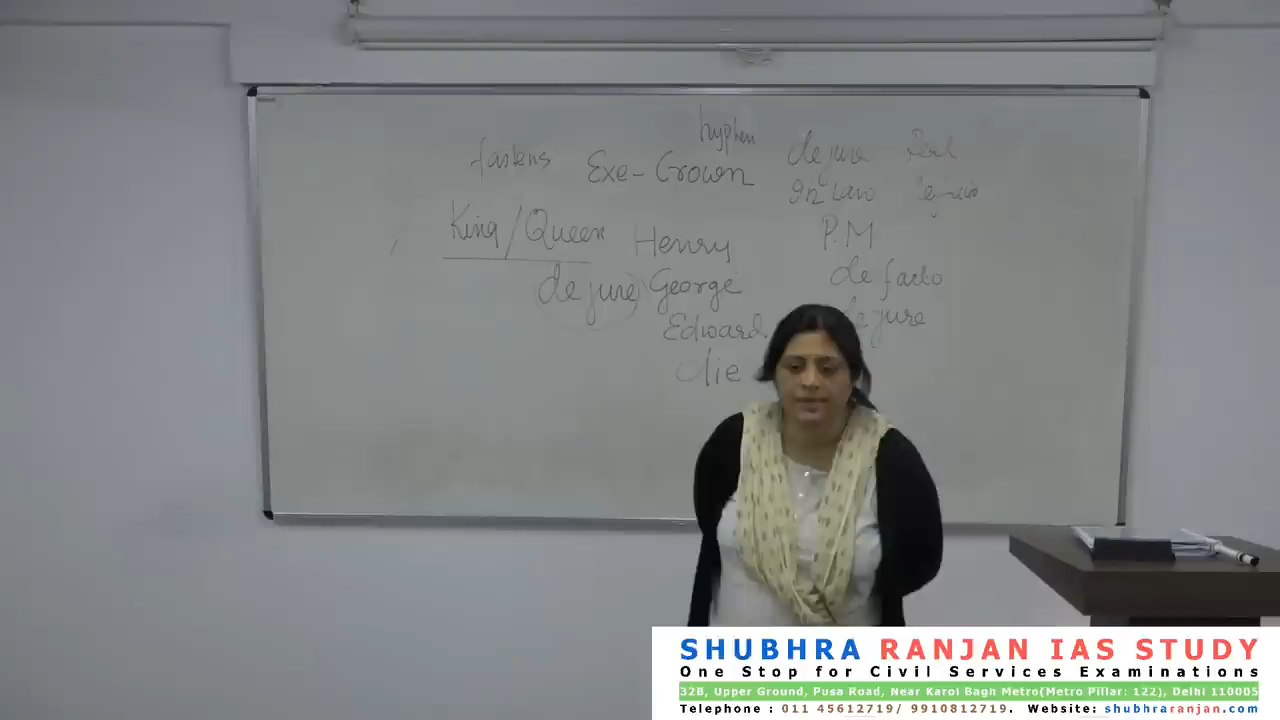 hyphen
fastens Exe - Crown de jure Real
In Law
King / Queen Henry P.M
de jure George de facto
Edward de jure
die
SHUBHRA RANJAN IAS STUDY
One Stop for Civil Services Examinations
32B, Upper Ground, Pusa Road, Near Karol Bagh Metro(Metro Pillar: 122), Delhi 110005
Telephone : 011 45612719/ 9910812719. Website: shubhraranjan.com